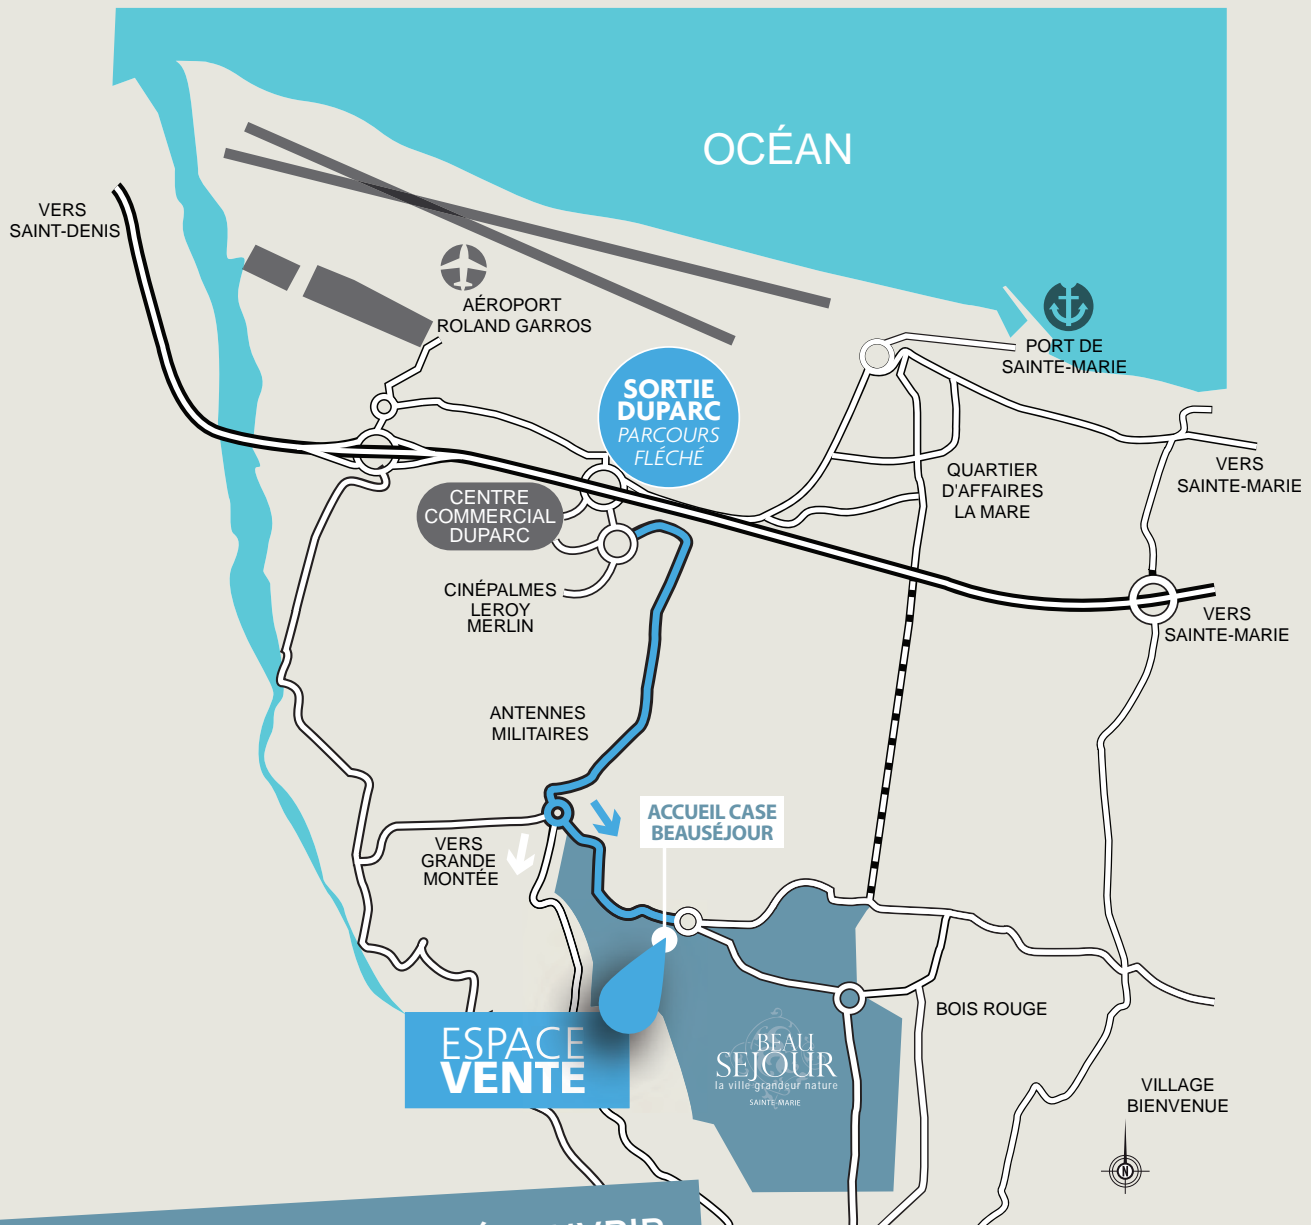 OCÉAN
VERS
SAINT-DENIS
AÉROPORT
ROLAND GARROS
PORT DE
SAINTE-MARIE
SORTIE
DUPARC
PARCOURS
FLÉCHÉ
VERS
SAINTE-MARIE
QUARTIER
D'AFFAIRES
LA MARE
CENTRE
COMMERCIAL
DUPARC
CINÉPALMES
LEROY
MERLIN
VERS
SAINTE-MARIE
ANTENNES
MILITAIRES
ACCUEIL CASE
BEAUSÉJOUR
VERS
GRANDE
MONTÉE
BOIS ROUGE
ESPACE
VENTE
BEAU
SEJOUR
la ville grandeur nature
SAINTE-MARIE
VILLAGE
BIENVENUE
N